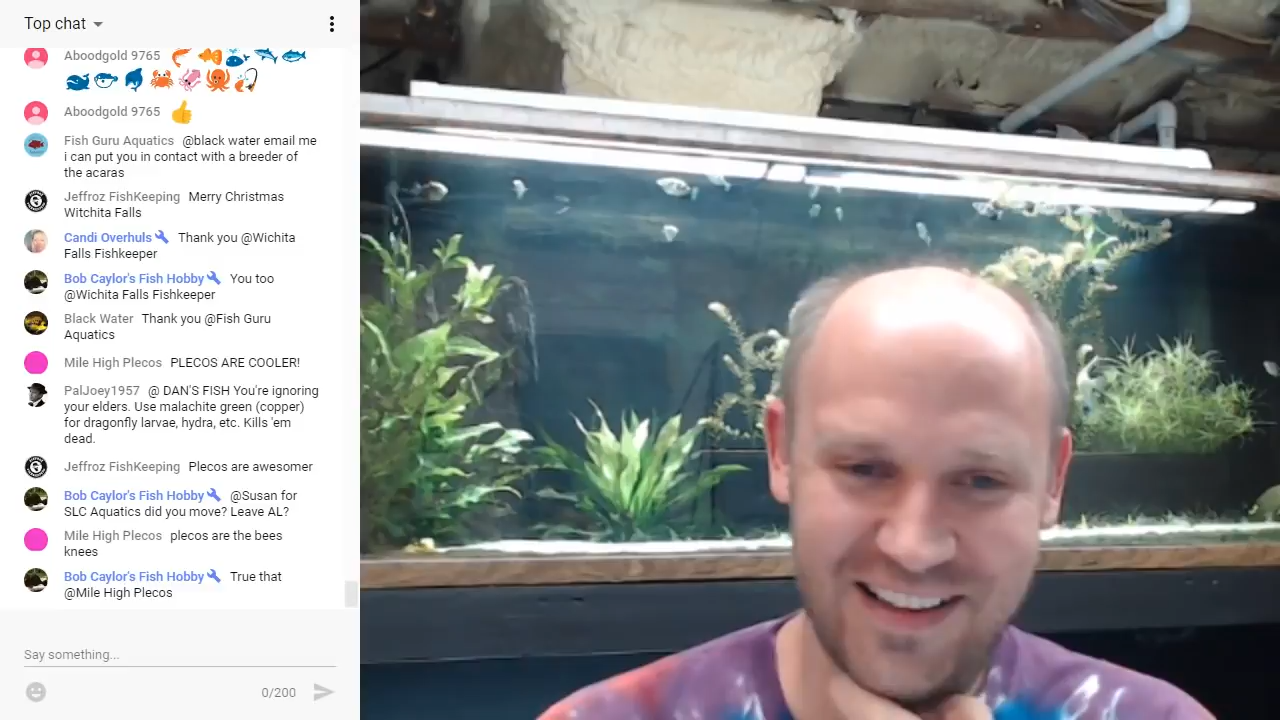 Top chat
Aboodgold 9765
Aboodgold 9765
Fish Guru Aquatics @black water email me
i can put you in contact with a breeder of
the acaras
Jeffroz FishKeeping Merry Christmas
Witchita Falls
Candi Overhuls Thank you @Wichita
Falls Fishkeeper
Bob Caylor's Fish Hobby You too
@Wichita Falls Fishkeeper
Black Water Thank you @Fish Guru
Aquatics
Mile High Plecos PLECOS ARE COOLER!
PalJoey1957 @ DAN'S FISH You're ignoring
your elders. Use malachite green (copper)
for dragonfly larvae, hydra, etc. Kills 'em
dead.
Jeffroz FishKeeping Plecos are awesomer
Bob Caylor's Fish Hobby @Susan for
SLC Aquatics did you move? Leave AL?
Mile High Plecos plecos are the bees
knees
Bob Caylor's Fish Hobby True that
@Mile High Plecos
Say something...
0/200